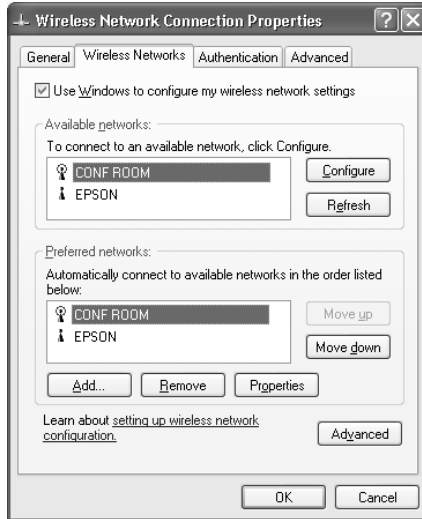 Wireless Network Connection Properties
General Wireless Networks Authentication Advanced
Use Windows to configure my wireless network settings
Available networks:
To connect to an available network, click Configure.
CONF ROOM
EPSON
Configure
Refresh
Preferred networks:
Automatically connect to available networks in the order listed
below:
CONF ROOM
EPSON
Move up
Move down
Add... Remove Properties
Learn about setting up wireless network
configuration.
Advanced
OK Cancel